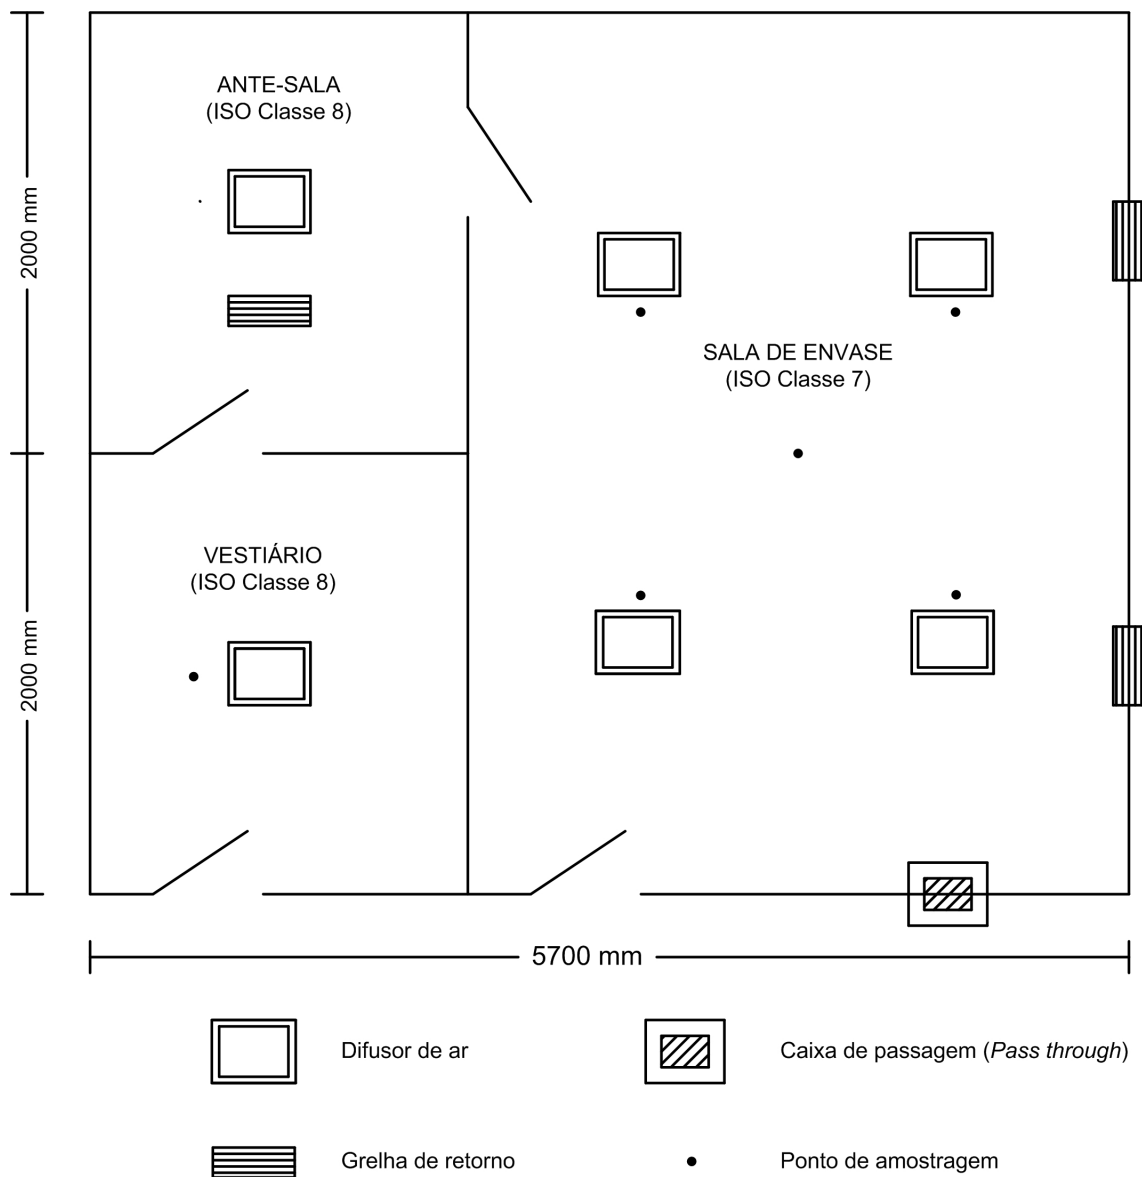 ANTE-SALA
(ISO Classe 8)
2000 mm
SALA DE ENVASE
(ISO Classe 7)
VESTIÁRIO
(ISO Classe 8)
2000 mm
5700 mm
Difusor de ar
Caixa de passagem (Pass through)
Grelha de retorno
Ponto de amostragem